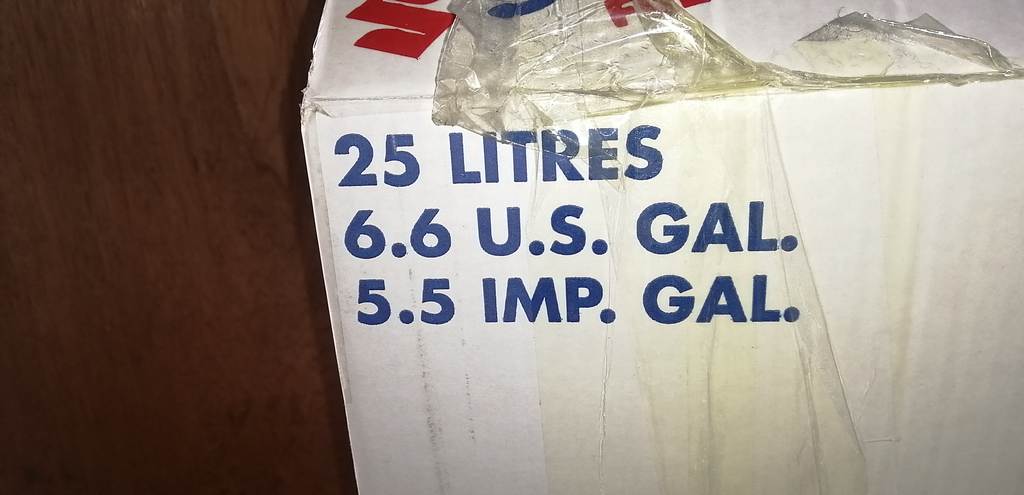 25 LITRES
6.6 U.S. GAL.
5.5 IMP. GAL.